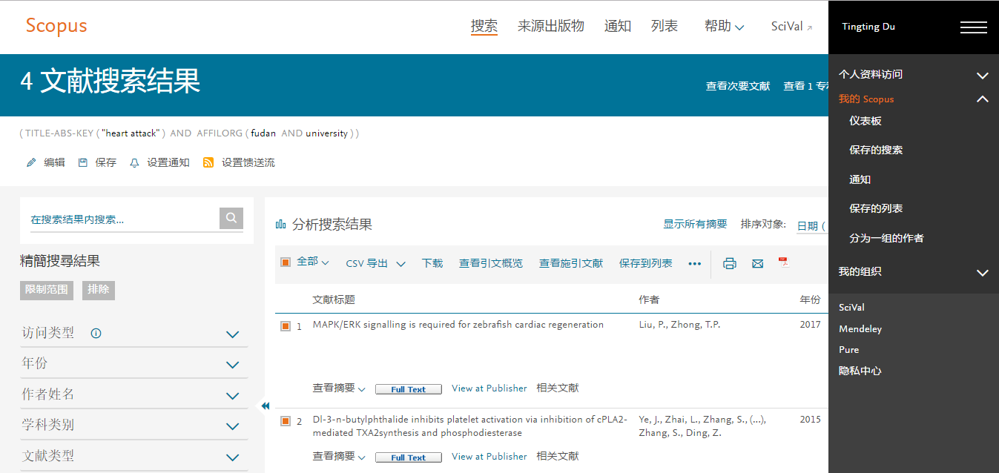 Scopus
搜索 来源出版物 通知 列表 帮助 SciVal
Tingting Du
4 文献搜索结果
查看次要文献 查看 1 专
个人资料访问
我的 Scopus
仪表板
保存的搜索
通知
保存的列表
分为一组的作者
我的组织
SciVal
Mendeley
Pure
隐私中心
( TITLE-ABS-KEY ( "heart attack" ) AND AFFILORG ( fudan AND university ) )
编辑 保存 设置通知 设置馈送流
在搜索结果内搜索...
精簡搜尋結果
限制范围 排除
访问类型
年份
作者姓名
学科类别
文献类型
分析搜索结果
显示所有摘要 排序对象: 日期 (
全部 CSV 导出 下载 查看引文概览 查看施引文献 保存到列表 •••
文献标题 作者 年份
1 MAPK/ERK signalling is required for zebrafish cardiac regeneration Liu, P., Zhong, T.P. 2017
查看摘要 Full Text View at Publisher 相关文献
2 Dl-3-n-butylphthalide inhibits platelet activation via inhibition of cPLA2- Ye, J., Zhai, L., Zhang, S., (...), 2015
mediated TXA2synthesis and phosphodiesterase Zhang, S., Ding, Z.
查看摘要 Full Text View at Publisher 相关文献